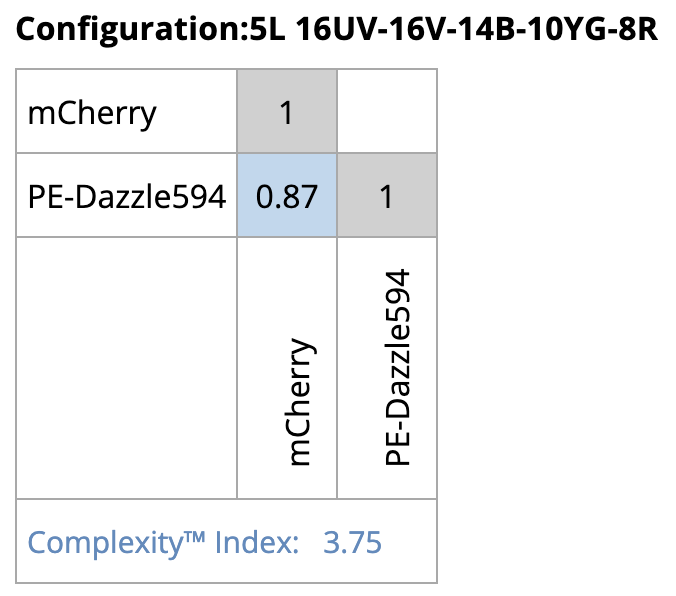 Configuration:5L 16UV-16V-14B-10YG-8R
mCherry 1
PE-Dazzle594 0.87 1
mCherry PE-Dazzle594
Complexity™ Index: 3.75